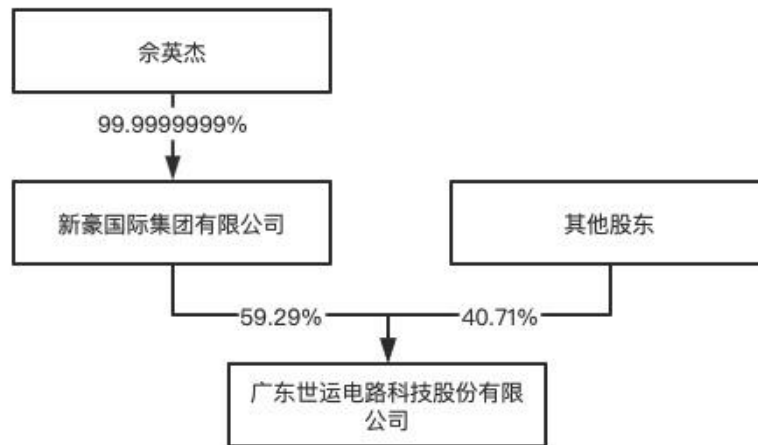 佘英杰
99.9999999%
新豪国际集团有限公司
其他股东
59.29%
40.71%
广东世运电路科技股份有限
公司